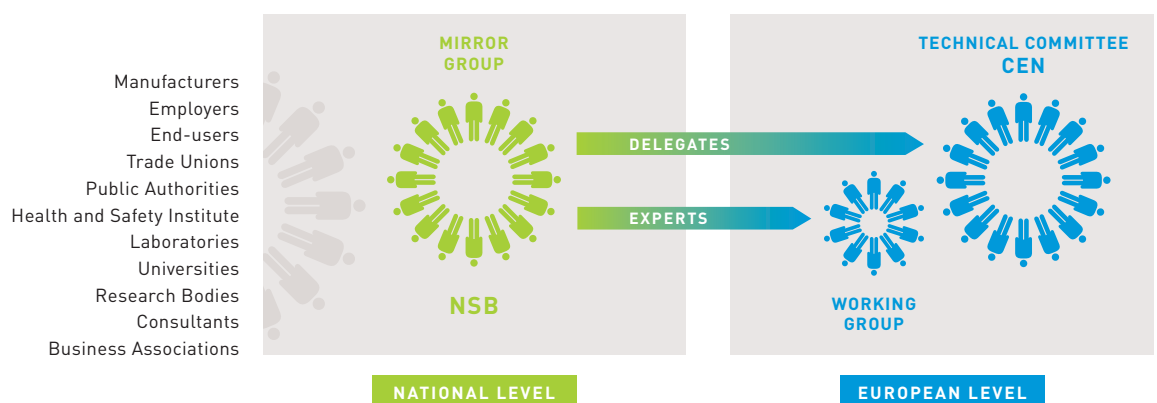 Manufacturers
Employers
End-users
Trade Unions
Public Authorities
Health and Safety Institute
Laboratories
Universities
Research Bodies
Consultants
Business Associations
MIRROR
GROUP
NSB
DELEGATES
EXPERTS
TECHNICAL COMMITTEE
CEN
WORKING
GROUP
NATIONAL LEVEL
EUROPEAN LEVEL